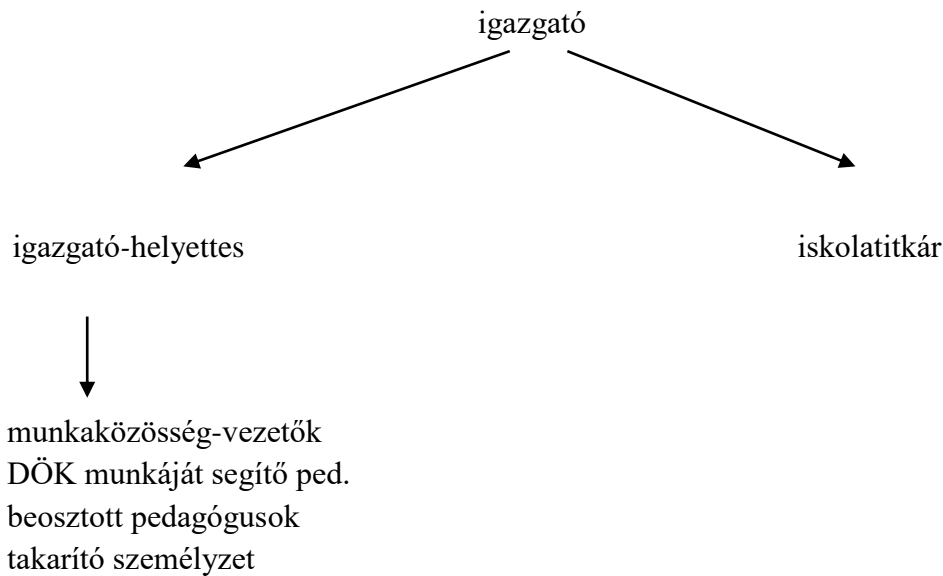 igazgató
igazgató-helyettes
iskolatitkár
munkaközösség-vezetők
DÖK munkáját segítő ped.
beosztott pedagógusok
takarító személyzet